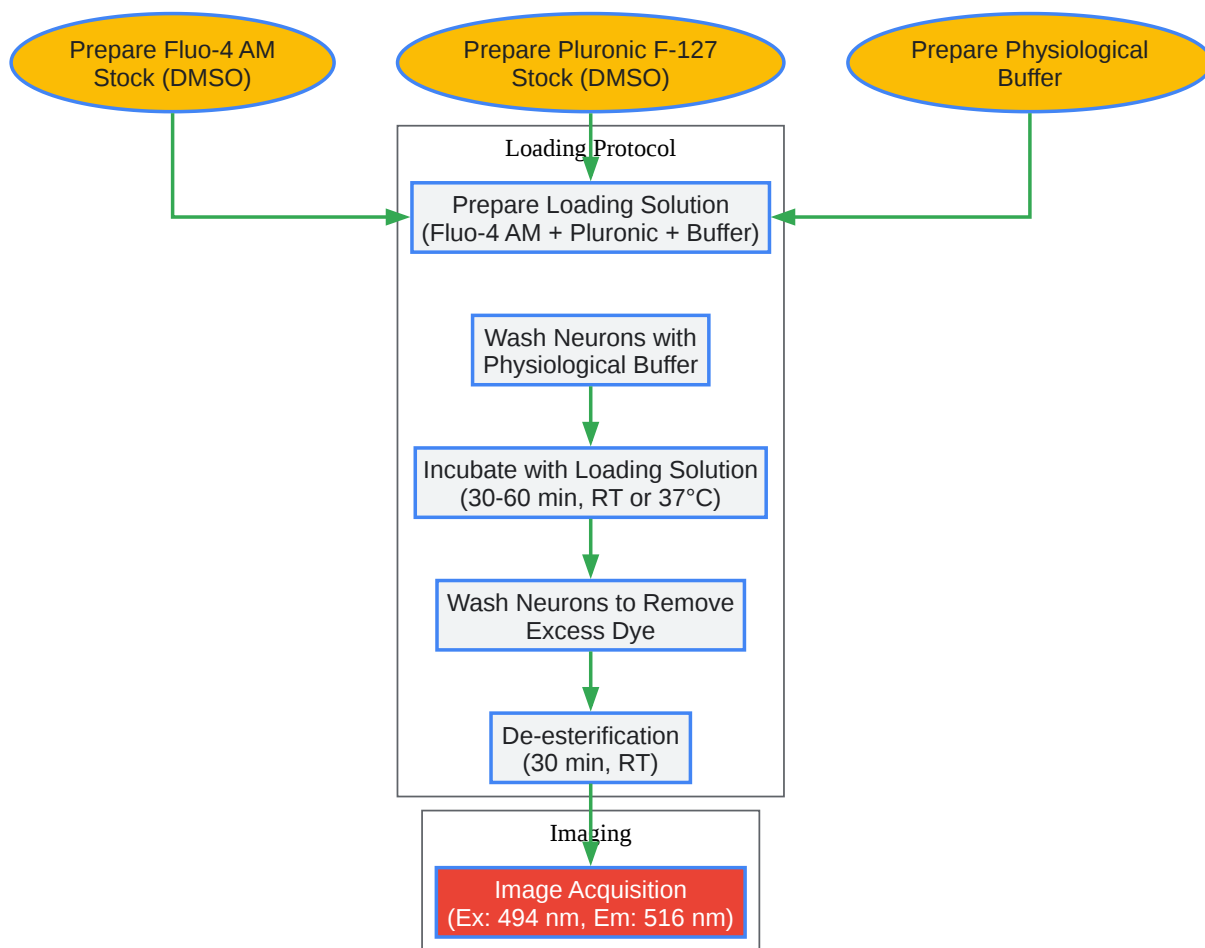 Prepare Fluo-4 AM
Stock (DMSO)
Prepare Pluronic F-127
Stock (DMSO)
Prepare Physiological
Buffer
Loading Protocol
Prepare Loading Solution
(Fluo-4 AM + Pluronic + Buffer)
Wash Neurons with
Physiological Buffer
Incubate with Loading Solution
(30-60 min, RT or 37°C)
Wash Neurons to Remove
Excess Dye
De-esterification
(30 min, RT)
Imaging
Image Acquisition
(Ex: 494 nm, Em: 516 nm)